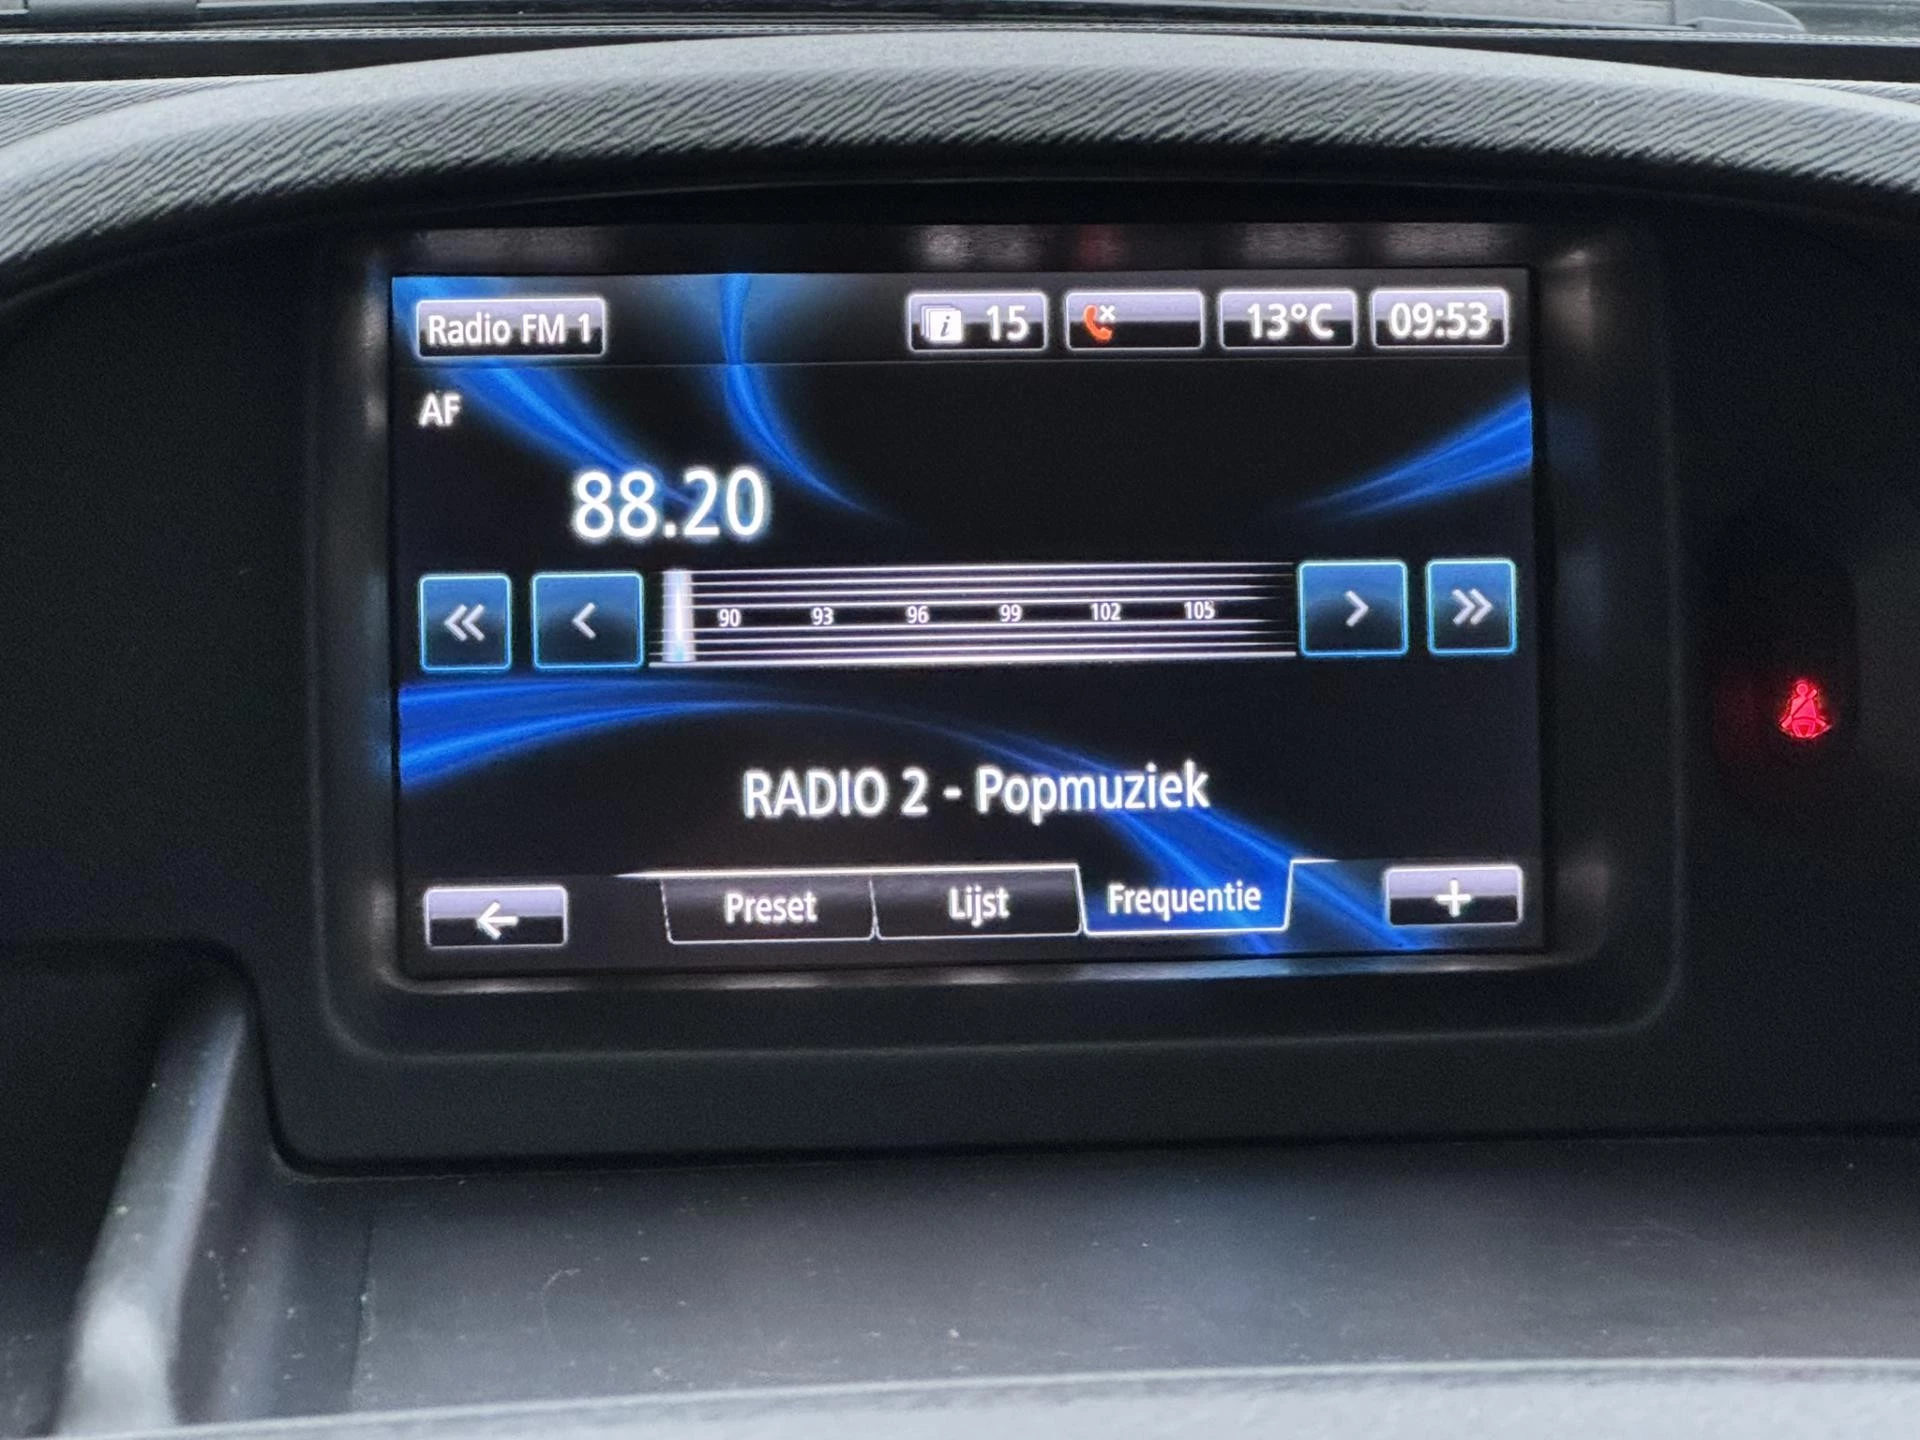 Radio FM 1
i 15
13°C
09:53
AF
88.20
90 93 96 99 102 105
RADIO 2 - Popmuziek
Preset
Lijst
Frequentie